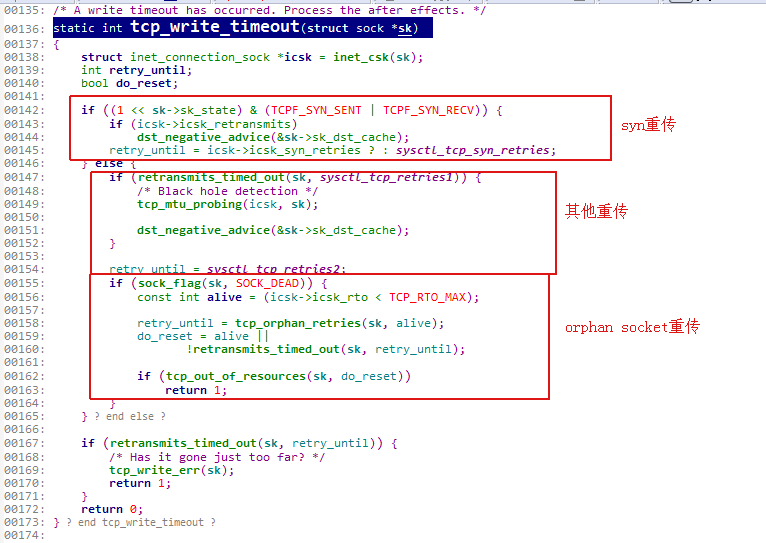 00135: /* A write timeout has occurred. Process the after effects. */
00136: static int tcp_write_timeout(struct sock *sk)
00137: {
00138:     struct inet_connection_sock *icsk = inet_csk(sk);
00139:     int retry_until;
00140:     bool do_reset;
00141:
00142:     if ((1 << sk->sk_state) & (TCPF_SYN_SENT | TCPF_SYN_RECV)) {
00143:         if (icsk->icsk_retransmits)
00144:             dst_negative_advice(&sk->sk_dst_cache);
00145:         retry_until = icsk->icsk_syn_retries ? : sysctl_tcp_syn_retries;
syn重传
00146:     } else {
00147:         if (retransmits_timed_out(sk, sysctl_tcp_retries1)) {
00148:             /* Black hole detection */
00149:             tcp_mtu_probing(icsk, sk);
00150:
00151:             dst_negative_advice(&sk->sk_dst_cache);
00152:         }
00153:
其他重传
00154:         retry_until = sysctl_tcp_retries2;
00155:         if (sock_flag(sk, SOCK_DEAD)) {
00156:             const int alive = (icsk->icsk_rto < TCP_RTO_MAX);
00157:
00158:             retry_until = tcp_orphan_retries(sk, alive);
00159:             do_reset = alive ||
00160:                    !retransmits_timed_out(sk, retry_until);
00161:
00162:             if (tcp_out_of_resources(sk, do_reset))
00163:                 return 1;
orphan socket重传
00164:         }
00165:     } ? end else ?
00166:
00167:     if (retransmits_timed_out(sk, retry_until)) {
00168:         /* Has it gone just too far? */
00169:         tcp_write_err(sk);
00170:         return 1;
00171:     }
00172:     return 0;
00173: } ? end tcp_write_timeout ?
00174: